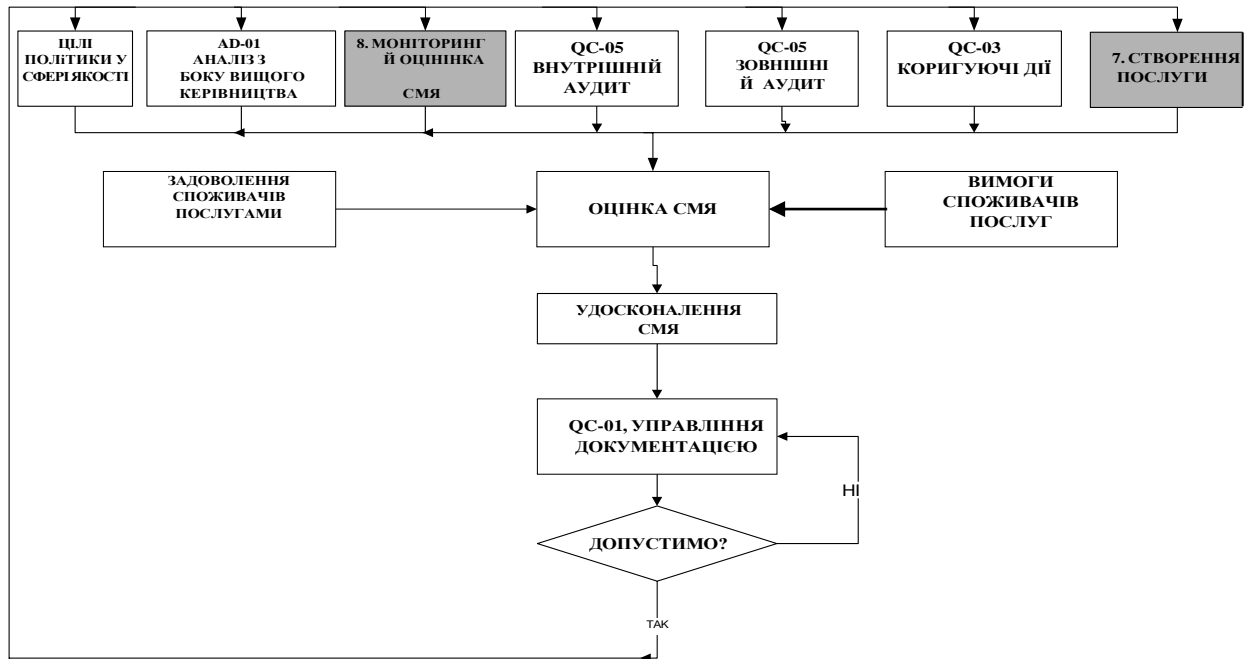 ЦІЛІ
ПОЛІТИКИ У
СФЕРІ ЯКОСТІ
AD-01
АНАЛІЗ З
БОКУ ВИЩОГО
КЕРІВНИЦТВА
8. МОНІТОРИНГ
Й ОЦІНІНКА
СМЯ
QC-05
ВНУТРІШНІЙ
АУДИТ
QC-05
ЗОВНІШНІ
Й АУДИТ
QC-03
КОРИГУЮЧІ ДІЇ
7. СТВОРЕННЯ
ПОСЛУГИ
ЗАДОВОЛЕННЯ
СПОЖИВАЧІВ
ПОСЛУГАМИ
ОЦІНКА СМЯ
ВИМОГИ
СПОЖИВАЧІВ
ПОСЛУГ
УДОСКОНАЛЕННЯ
СМЯ
QC-01, УПРАВЛІННЯ
ДОКУМЕНТАЦІЄЮ
НІ
ДОПУСТИМО?
ТАК